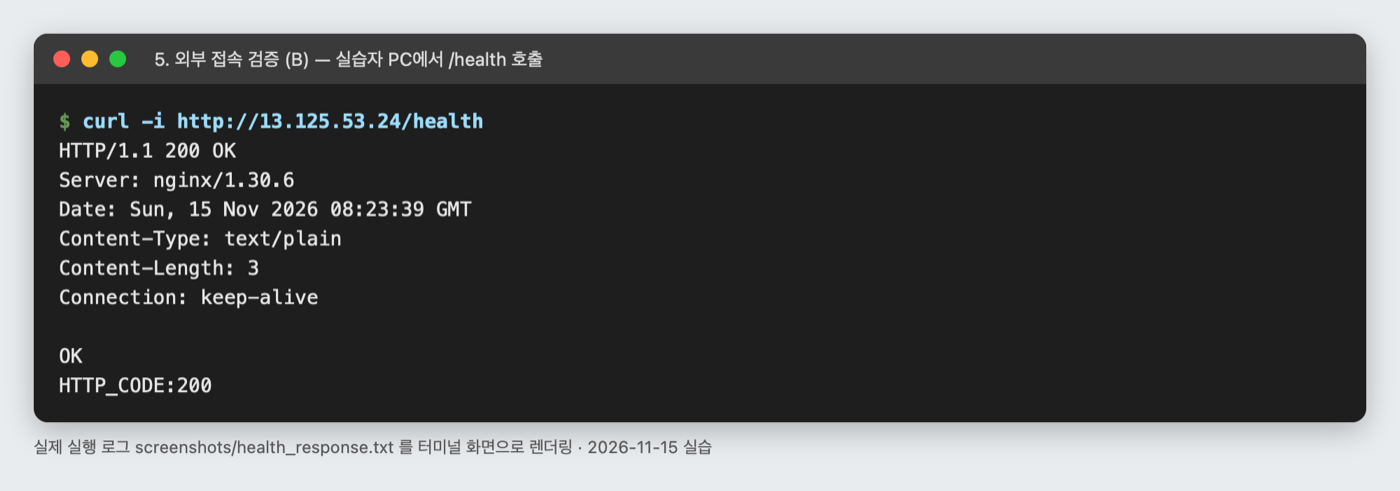 5. 외부 접속 검증 (B) — 실습자 PC에서 /health 호출
$ curl -i http://13.125.53.24/health
HTTP/1.1 200 OK
Server: nginx/1.30.6
Date: Sun, 15 Nov 2026 08:23:39 GMT
Content-Type: text/plain
Content-Length: 3
Connection: keep-alive
OK
HTTP_CODE:200
실제 실행 로그 screenshots/health_response.txt 를 터미널 화면으로 렌더링 · 2026-11-15 실습